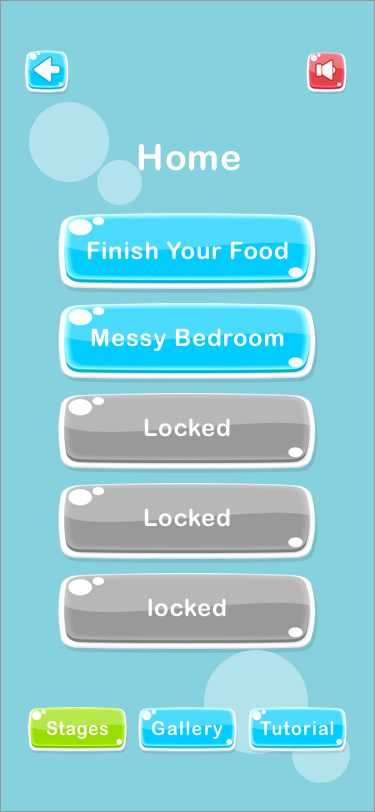 Home
Finish Your Food
Messy Bedroom
Locked
Locked
locked
Stages
Gallery
Tutorial